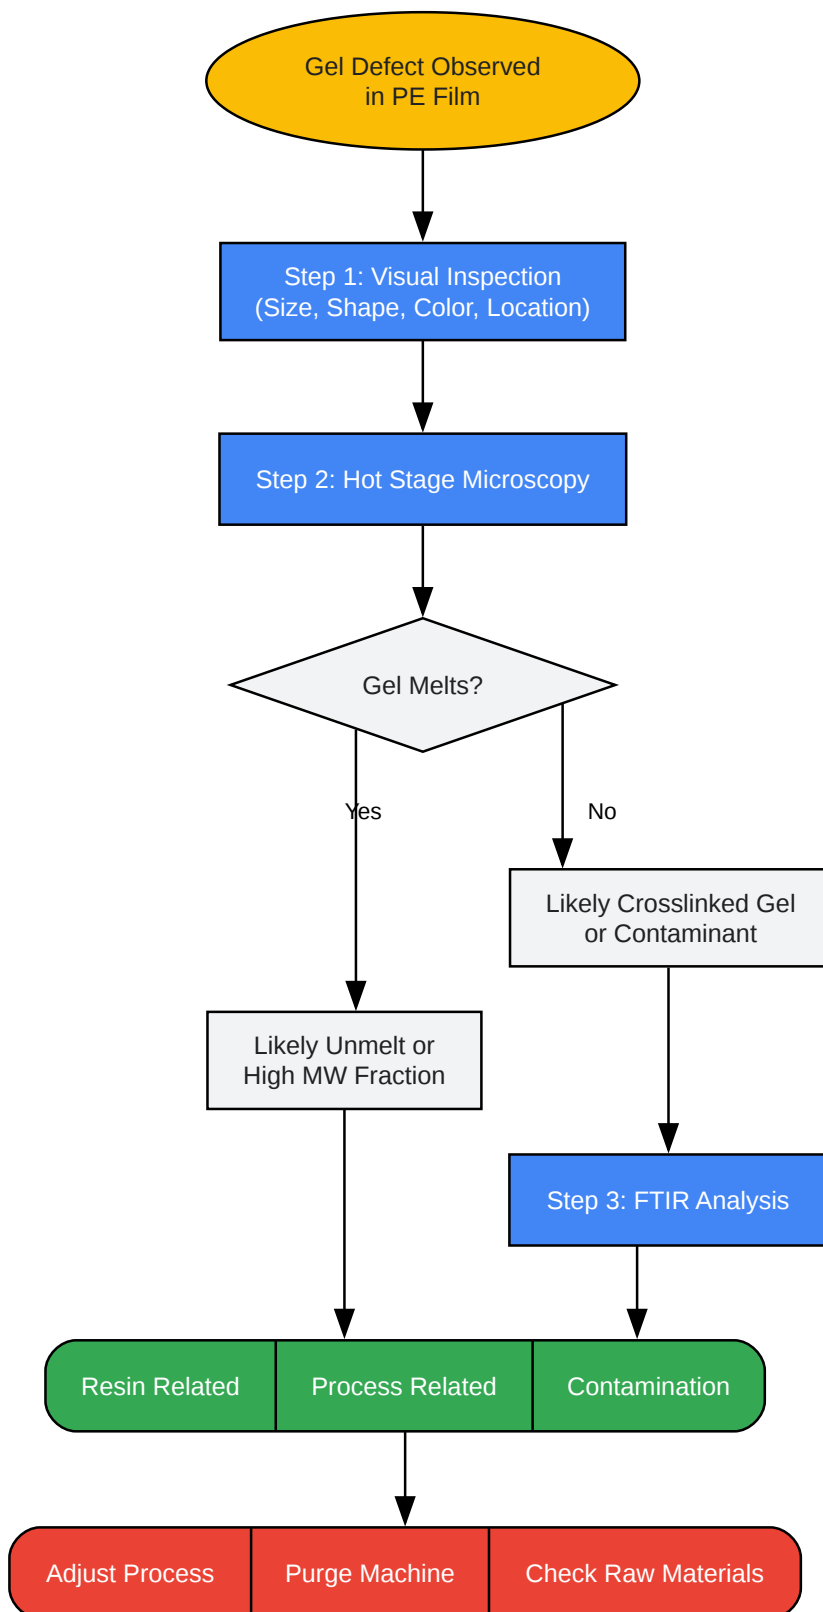 Gel Defect Observed
in PE Film
Step 1: Visual Inspection
(Size, Shape, Color, Location)
Step 2: Hot Stage Microscopy
Gel Melts?
Yes
No
Likely Crosslinked Gel
or Contaminant
Likely Unmelt or
High MW Fraction
Step 3: FTIR Analysis
Resin Related
Process Related
Contamination
Adjust Process
Purge Machine
Check Raw Materials